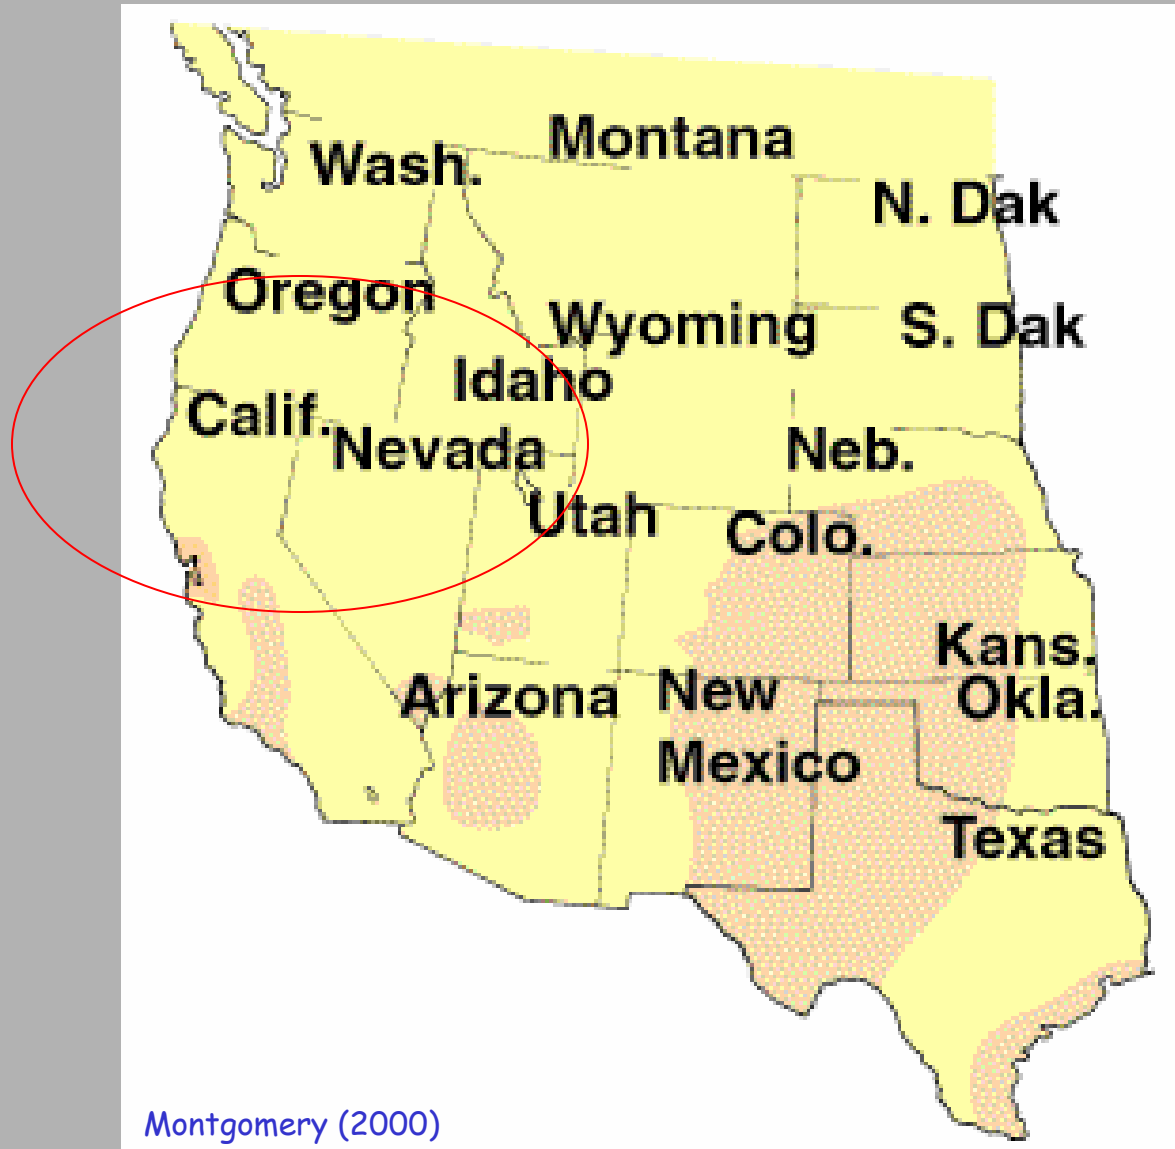 Montana
Wash.
N. Dak
Oregon
Wyoming
S. Dak
Idaho
Calif.
Nevada
Neb.
Utah
Colo.
Kans.
Arizona
New
Okla.
Mexico
Texas
Montgomery (2000)